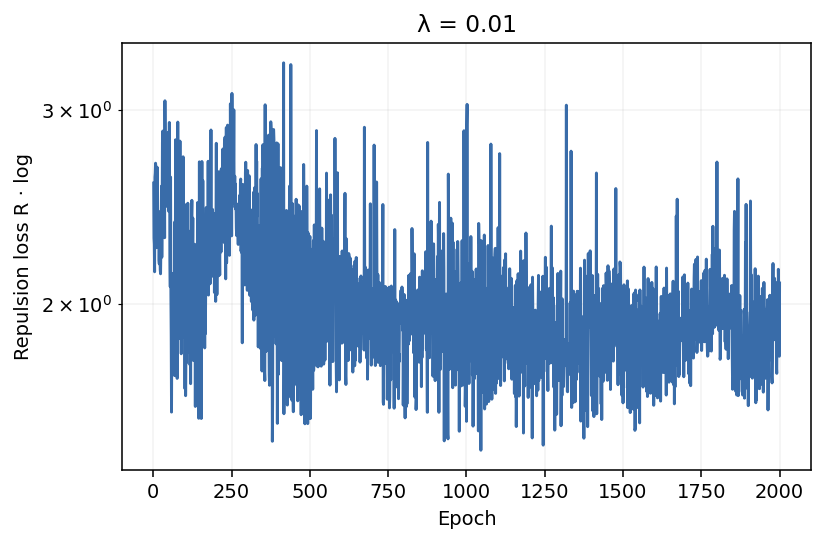 λ = 0.01
Repulsion loss R · log
3 × 10⁰
2 × 10⁰
0 250 500 750 1000 1250 1500 1750 2000
Epoch